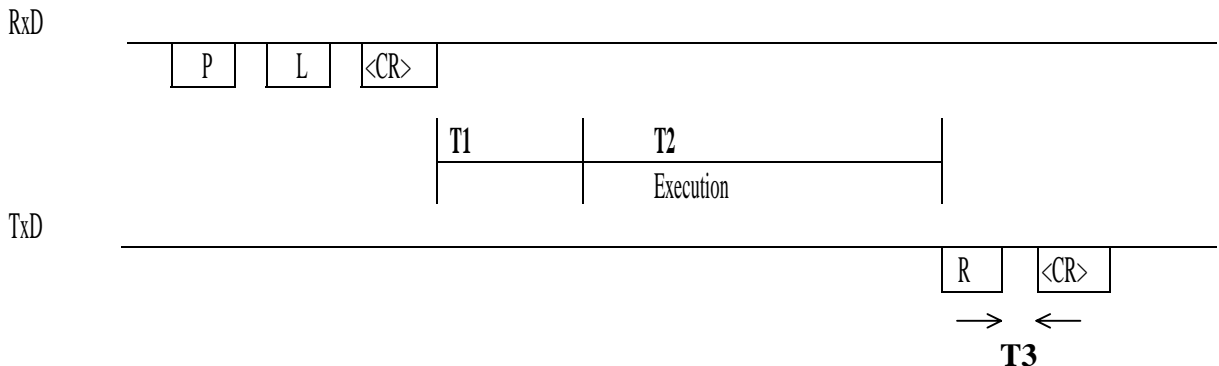 RxD
P L <CR>
T1 T2
Execution
TxD
R <CR>
T3